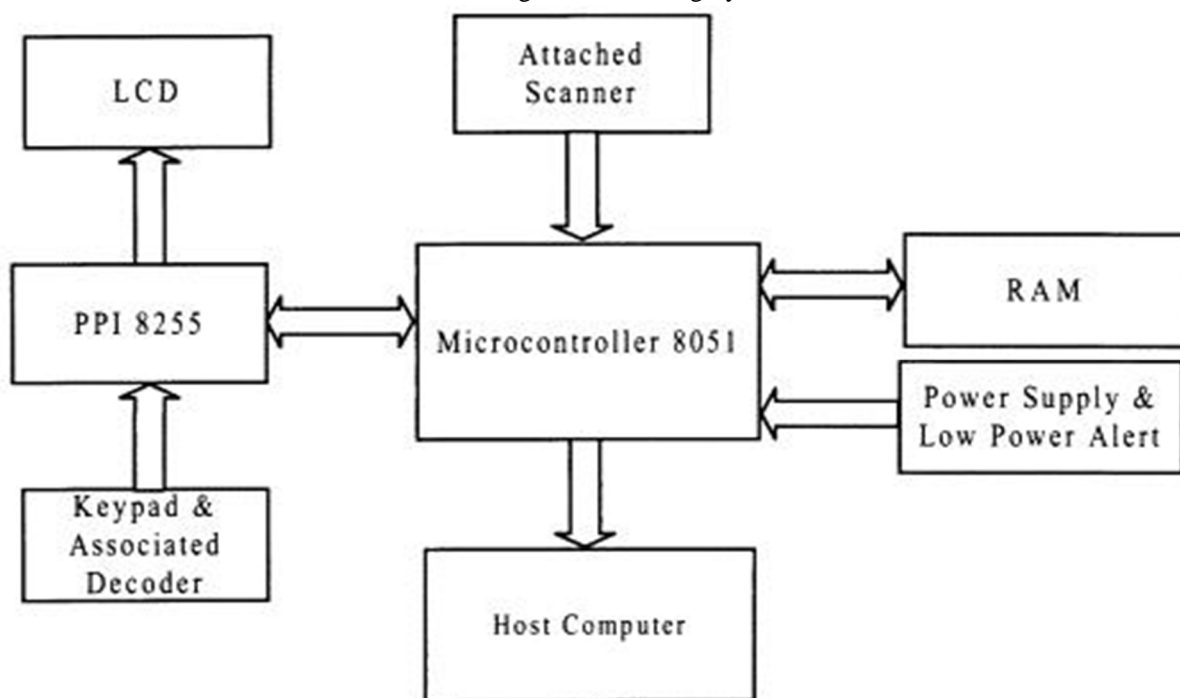 LCD
Attached
Scanner
PPI 8255
Microcontroller 8051
RAM
Power Supply &
Low Power Alert
Keypad &
Associated
Decoder
Host Computer